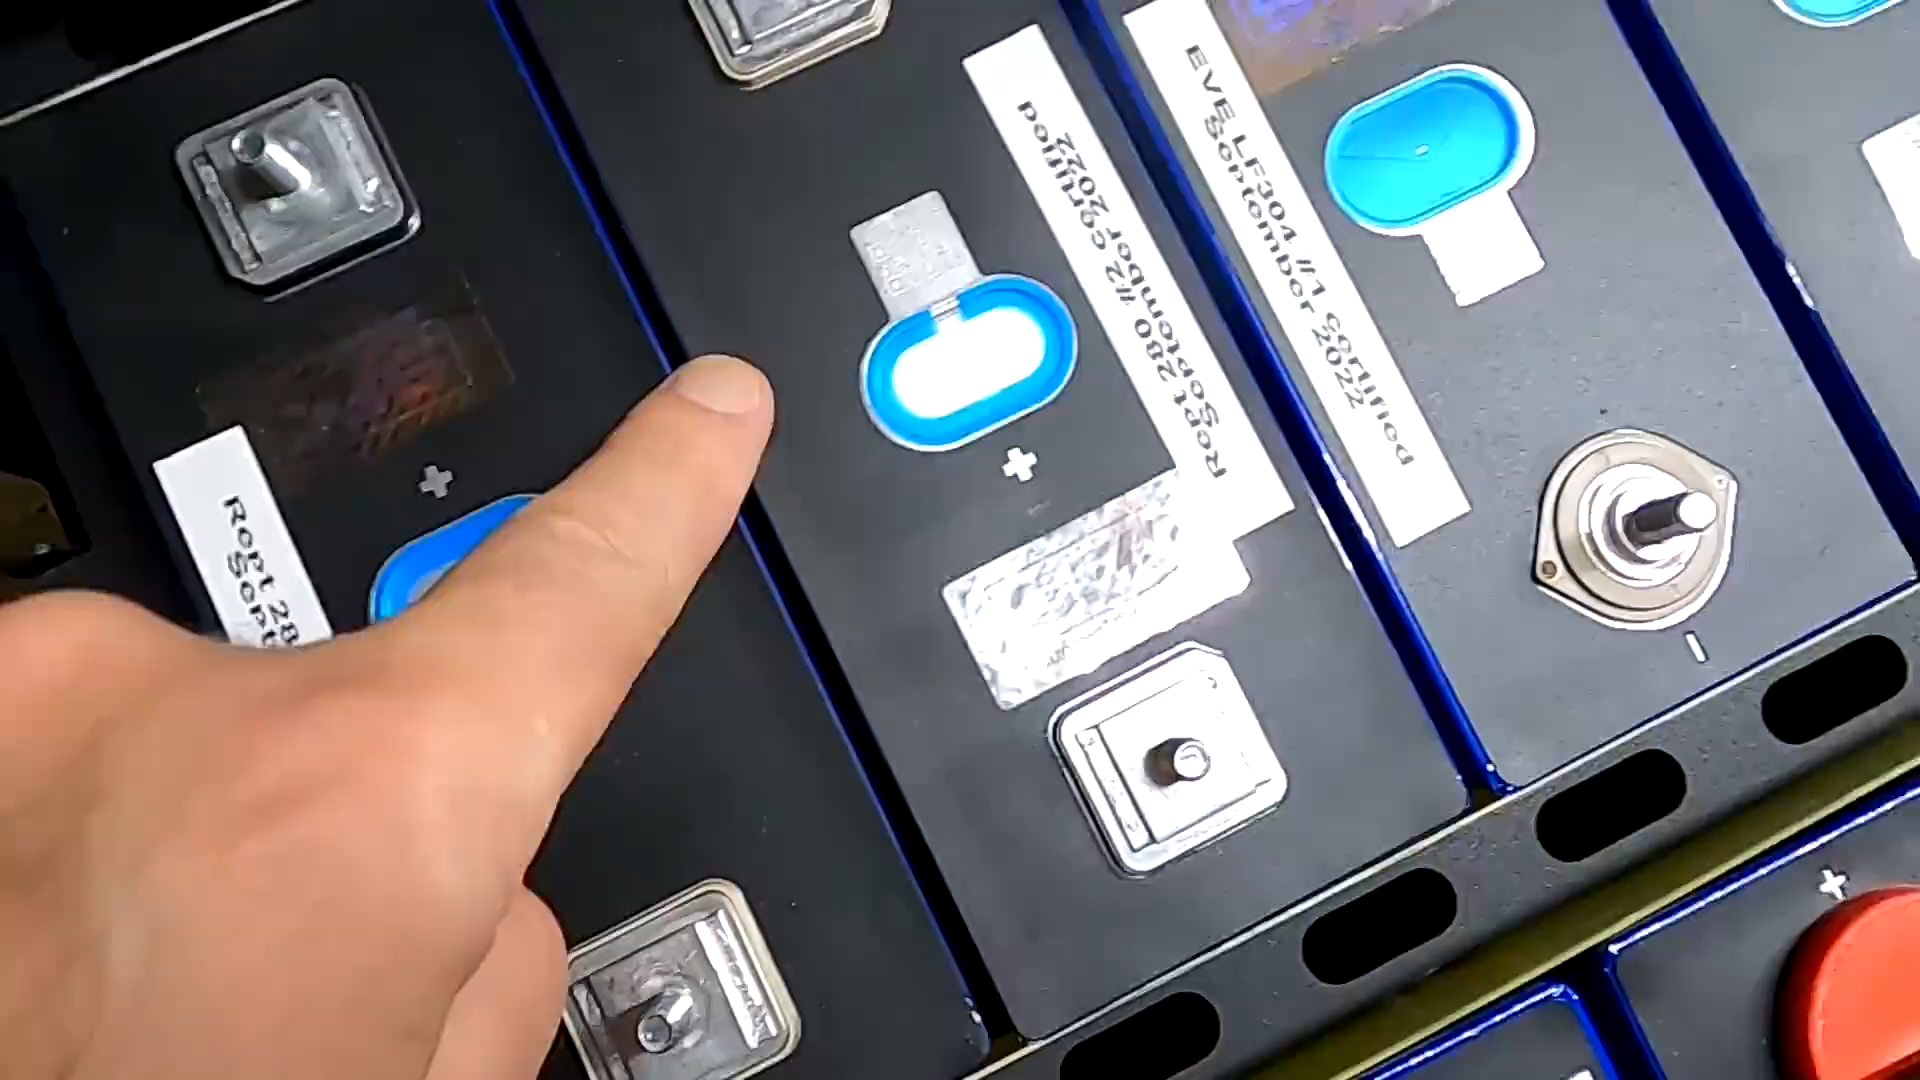 Rept 28
Sept
Rept 280 #2 certified
September 2022
EVE LF304 #1 certified
September 2022